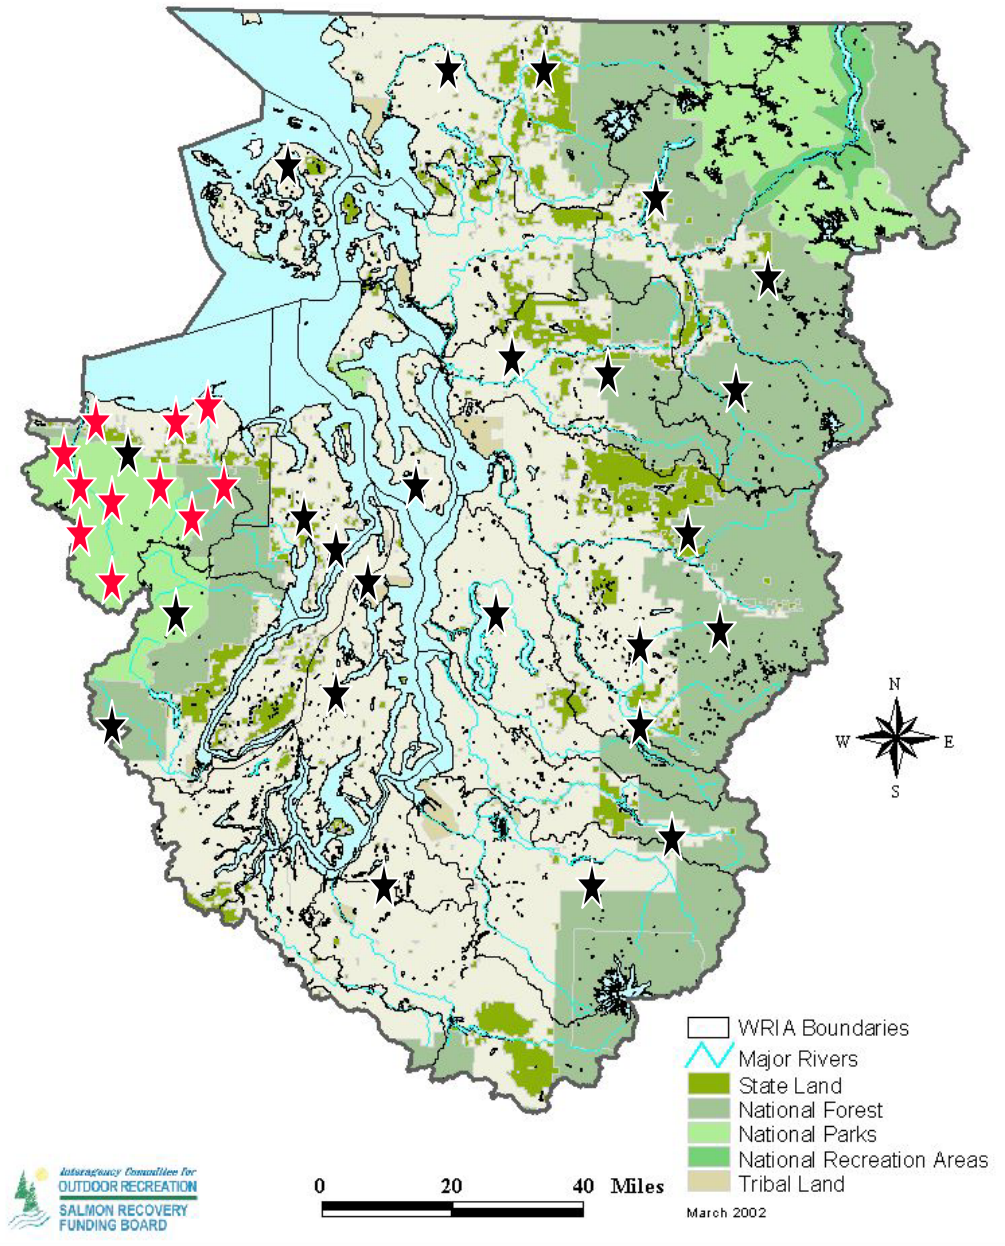 N
W E
S
WRIA Boundaries
Major Rivers
State Land
National Forest
National Parks
National Recreation Areas
Tribal Land
March 2002
0 20 40 Miles
Interagency Committee for
OUTDOOR RECREATION
SALMON RECOVERY
FUNDING BOARD